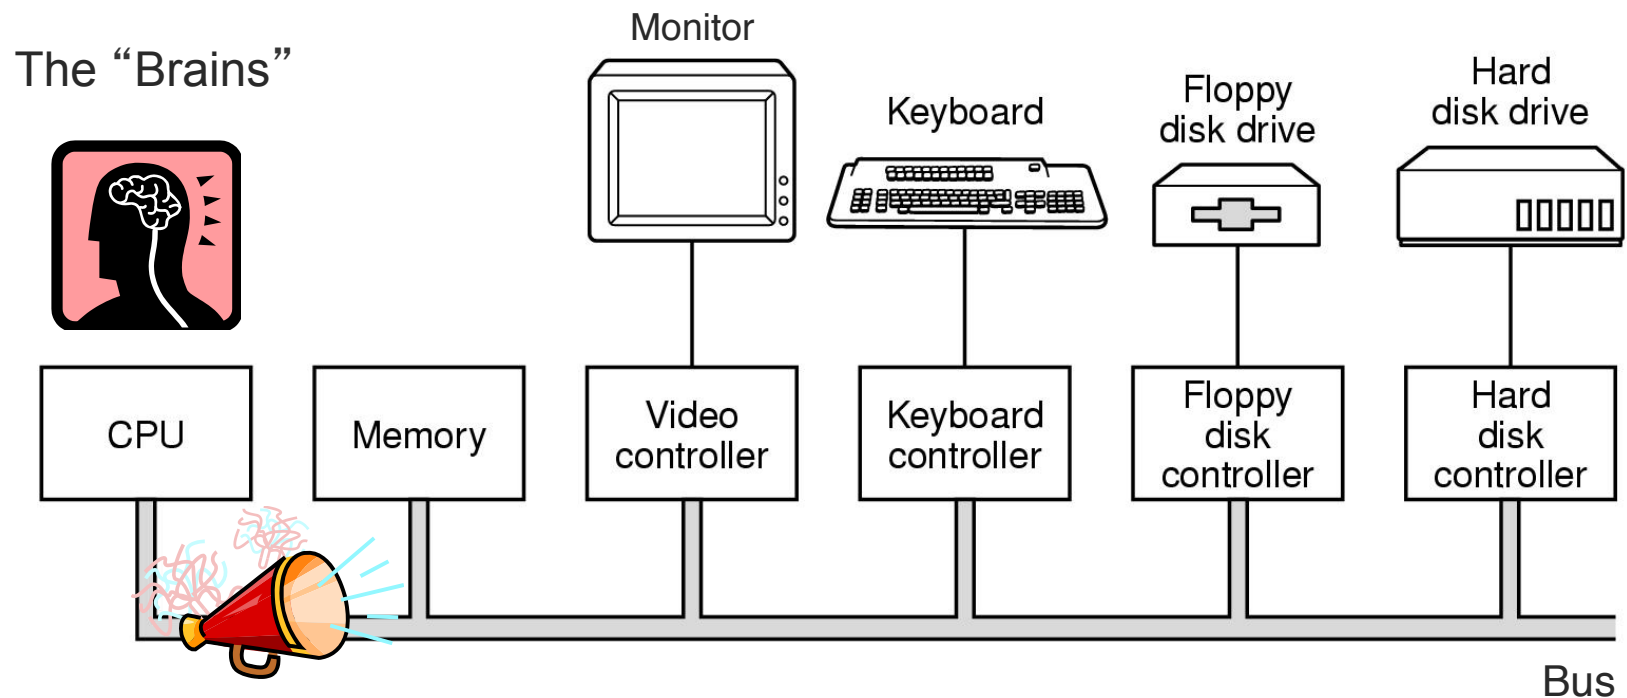 The “Brains”
Monitor
Keyboard
Floppy
disk drive
Hard
disk drive
CPU
Memory
Video
controller
Keyboard
controller
Floppy
disk
controller
Hard
disk
controller
Bus